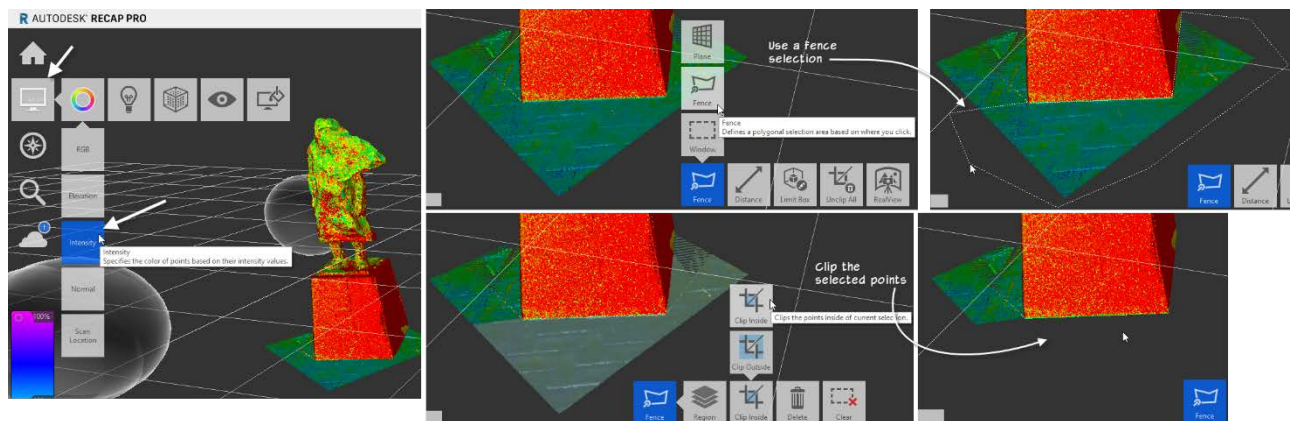 R AUTODESK® RECAP PRO
RGB
Elevation
Intensity
Intensity
Specifies the color of points based on their intensity values.
Normal
Scan
Location
100%
Plane
Fence
Fence
Defines a polygonal selection area based on where you click.
Window
Fence
Distance
Limit Box
Unclip All
RealView
Use a fence
selection
Fence
Distance
Clip Inside
Clips the points inside of current selection.
Clip Outside
Fence
Region
Clip Inside
Delete
Clear
Clip the
selected points
Fence